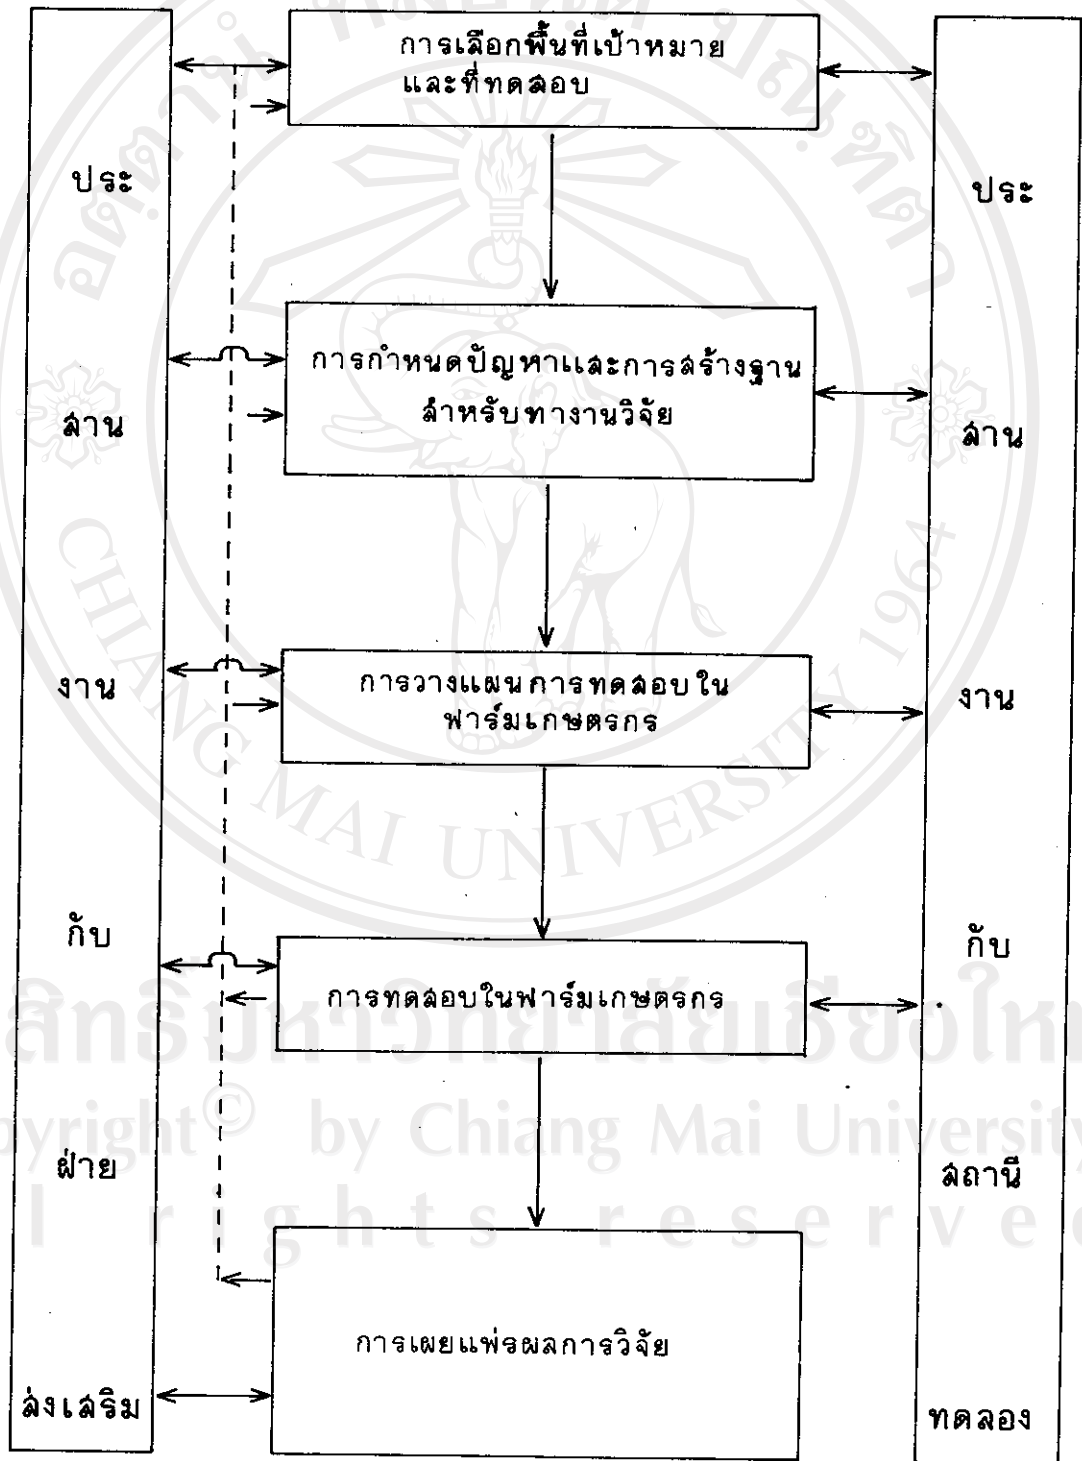 การเลือกพื้นที่เป้าหมาย
และที่ทดสอบ
การกำหนดปัญหาและการสร้างฐาน
สำหรับทางานวิจัย
การวางแผนการทดสอบใน
ฟาร์มเกษตรกร
การทดสอบในฟาร์มเกษตรกร
การเผยแพร่ผลการวิจัย
ประ
สาน
งาน
กับ
ฝ่าย
ส่งเสริม
ประ
สาน
งาน
กับ
สถานี
ทดลอง
CHIANG MAI UNIVERSITY 1964
by Chiang Mai University
rights reserved